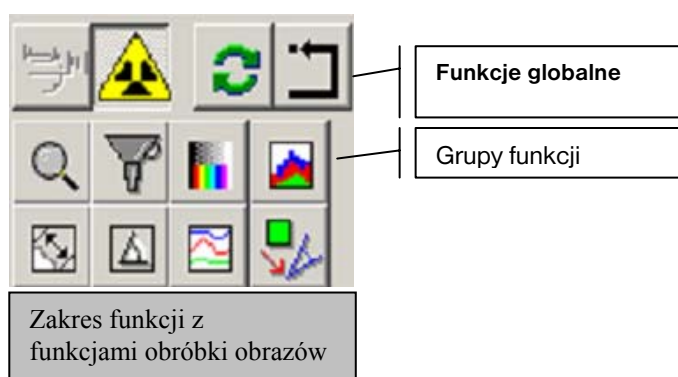 Funkcje globalne
Grupy funkcji
Zakres funkcji z
funkcjami obróbki obrazów